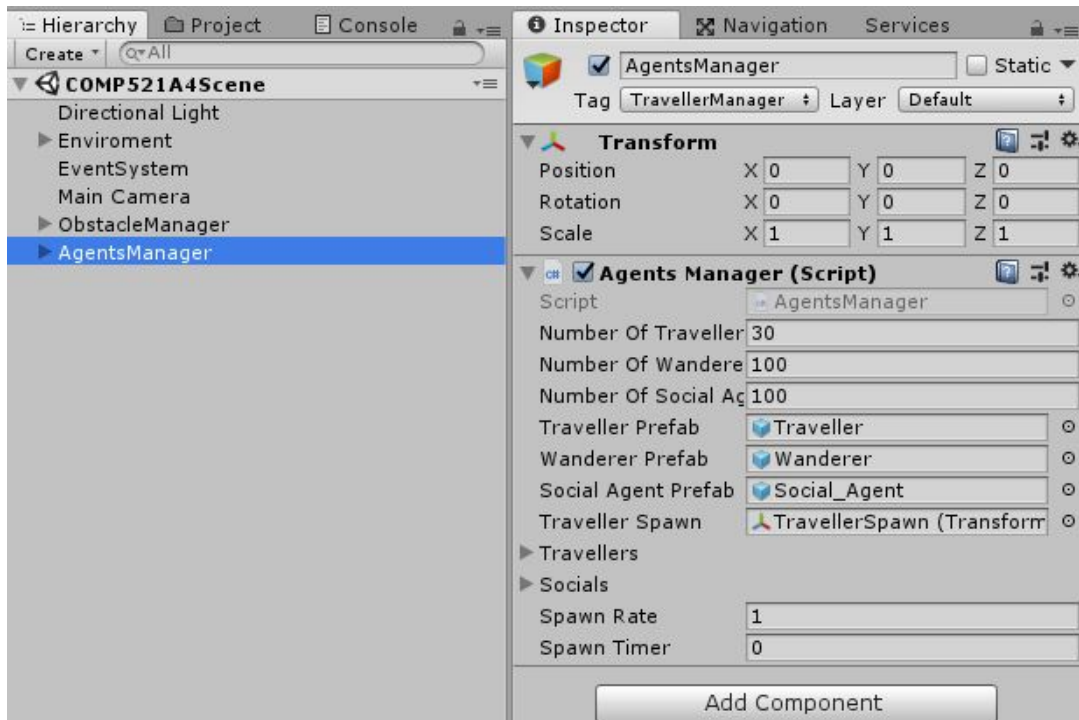 Hierarchy Project Console
Create All
COMP521A4Scene
Directional Light
Enviroment
EventSystem
Main Camera
ObstacleManager
AgentsManager
Inspector Navigation Services
AgentsManager Static
Tag TravellerManager Layer Default
Transform
Position X 0 Y 0 Z 0
Rotation X 0 Y 0 Z 0
Scale X 1 Y 1 Z 1
C# Agents Manager (Script)
Script AgentsManager
Number Of Traveller 30
Number Of Wandere 100
Number Of Social Ag 100
Traveller Prefab Traveller
Wanderer Prefab Wanderer
Social Agent Prefab Social_Agent
Traveller Spawn TravellerSpawn (Transform
Travellers
Socials
Spawn Rate 1
Spawn Timer 0
Add Component